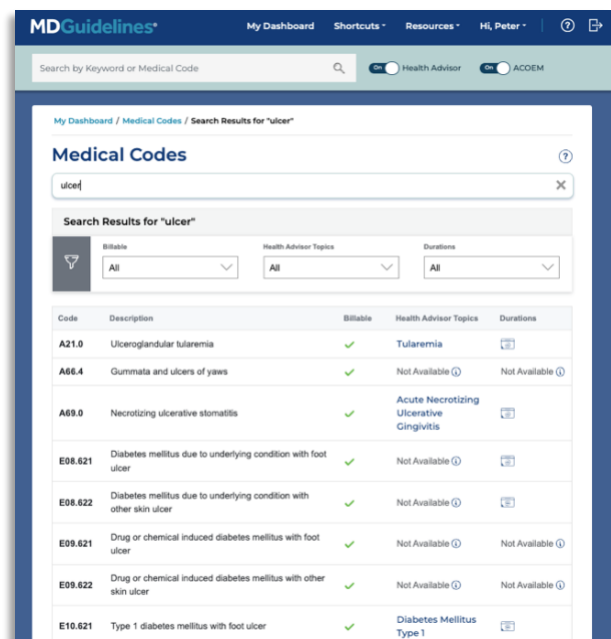 MDGuidelines®
My Dashboard Shortcuts Resources Hi, Peter ?
Search by Keyword or Medical Code On Health Advisor On ACOEM
My Dashboard / Medical Codes / Search Results for "ulcer"
Medical Codes ?
ulcer
Search Results for "ulcer"
Billable Health Advisor Topics Durations
All All All
Code Description Billable Health Advisor Topics Durations
A21.0 Ulceroglandular tularemia Tularemia
A66.4 Gummata and ulcers of yaws Not Available Not Available
Acute Necrotizing
A69.0 Necrotizing ulcerative stomatitis Ulcerative
Gingivitis
Diabetes mellitus due to underlying condition with foot
E08.621 Not Available
ulcer
Diabetes mellitus due to underlying condition with
E08.622 Not Available
other skin ulcer
Drug or chemical induced diabetes mellitus with foot
E09.621 Not Available Not Available
ulcer
Drug or chemical induced diabetes mellitus with other
E09.622 Not Available Not Available
skin ulcer
Diabetes Mellitus
E10.621 Type 1 diabetes mellitus with foot ulcer
Type 1